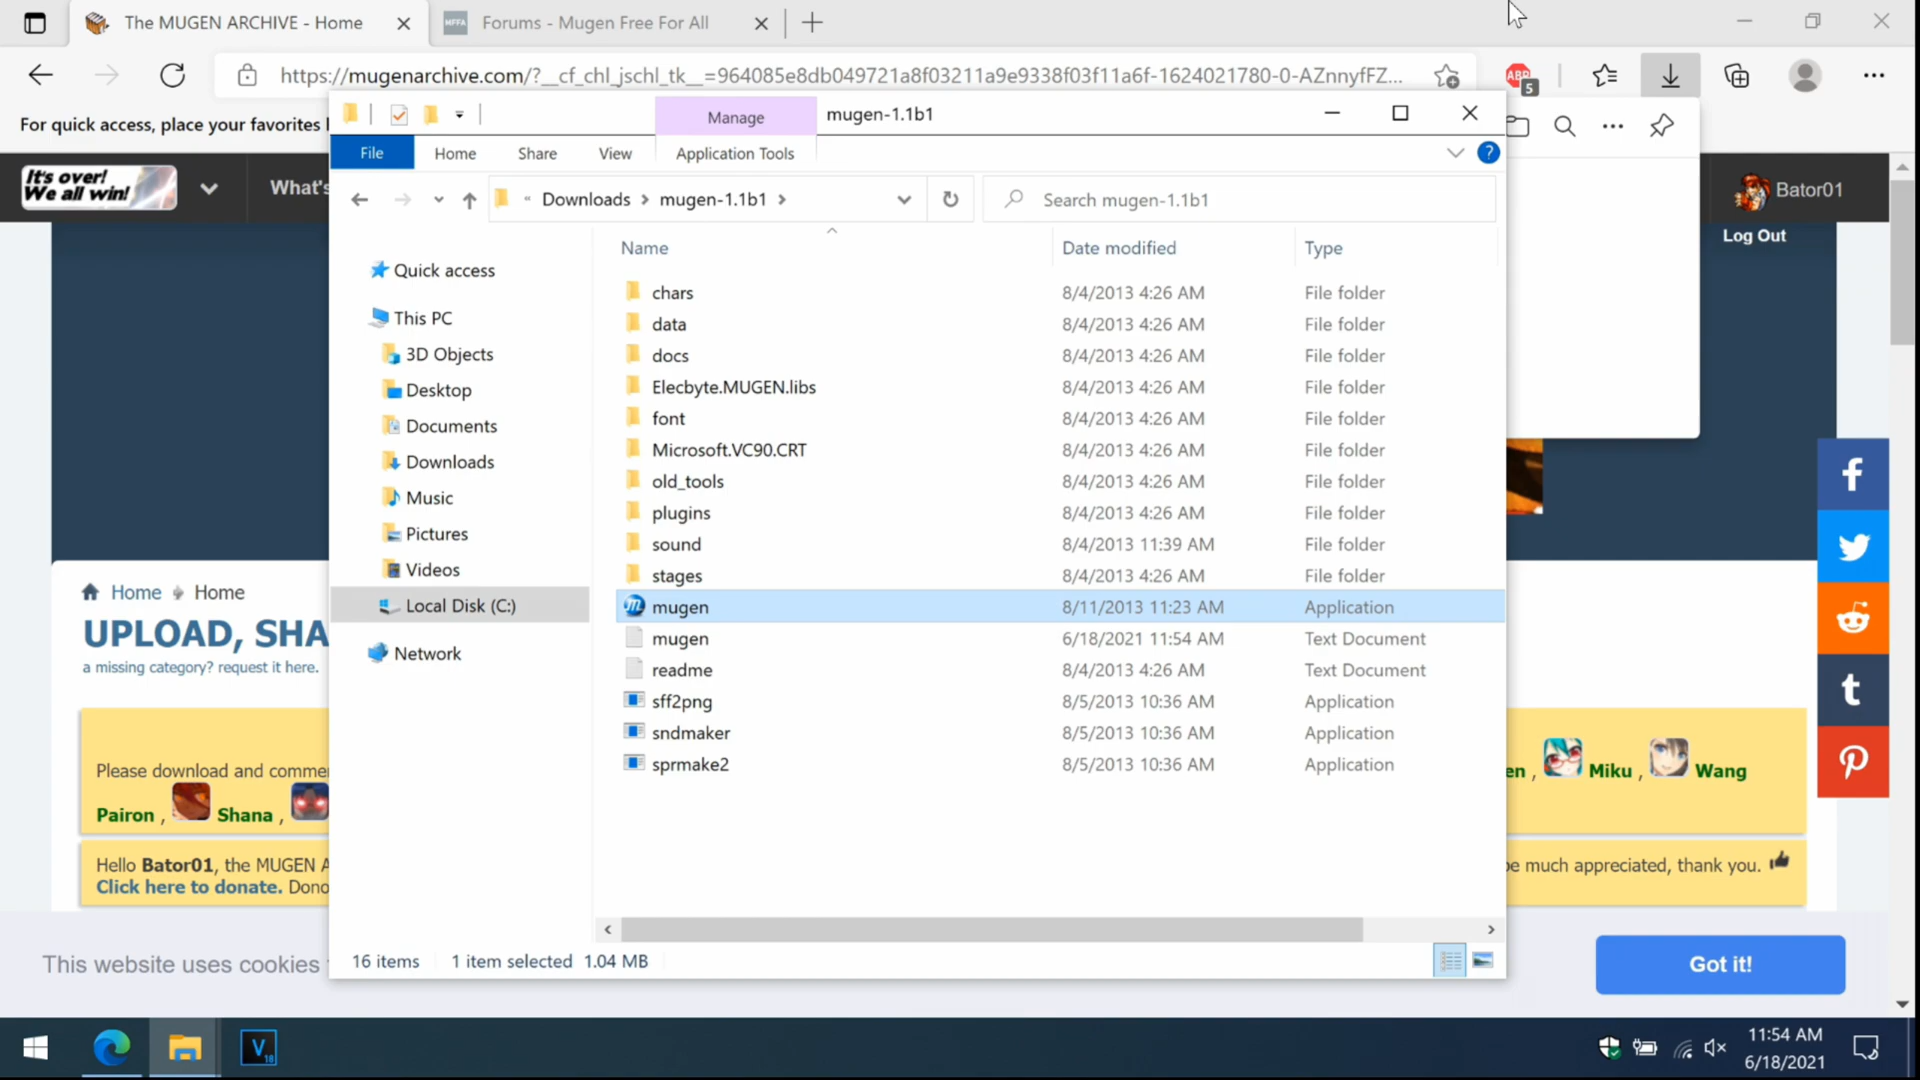 The MUGEN ARCHIVE - Home
MFFA Forums - Mugen Free For All
https://mugenarchive.com/?__cf_chl_jschl_tk__=964085e8db049721a8f03211a9e9338f03f11a6f-1624021780-0-AZnnyfFZ...
ABP
5
For quick access, place your favorites
Manage
mugen-1.1b1
File
Home
Share
View
Application Tools
?
It's over!
We all win!
What's
Bator01
Log Out
Downloads
mugen-1.1b1
Search mugen-1.1b1
Name
Date modified
Type
Quick access
This PC
3D Objects
Desktop
Documents
Downloads
Music
Pictures
Videos
Local Disk (C:)
Network
chars 8/4/2013 4:26 AM File folder
data 8/4/2013 4:26 AM File folder
docs 8/4/2013 4:26 AM File folder
Elecbyte.MUGEN.libs 8/4/2013 4:26 AM File folder
font 8/4/2013 4:26 AM File folder
Microsoft.VC90.CRT 8/4/2013 4:26 AM File folder
old_tools 8/4/2013 4:26 AM File folder
plugins 8/4/2013 4:26 AM File folder
sound 8/4/2013 11:39 AM File folder
stages 8/4/2013 4:26 AM File folder
mugen 8/11/2013 11:23 AM Application
mugen 6/18/2021 11:54 AM Text Document
readme 8/4/2013 4:26 AM Text Document
sff2png 8/5/2013 10:36 AM Application
sndmaker 8/5/2013 10:36 AM Application
sprmake2 8/5/2013 10:36 AM Application
16 items
1 item selected 1.04 MB
Home Home
UPLOAD, SHA
a missing category? request it here.
Please download and comme
Pairon , Shana ,
en , Miku , Wang
Hello Bator01, the MUGEN A
be much appreciated, thank you.
Click here to donate. Dono
This website uses cookies
Got it!
V
18
11:54 AM
6/18/2021